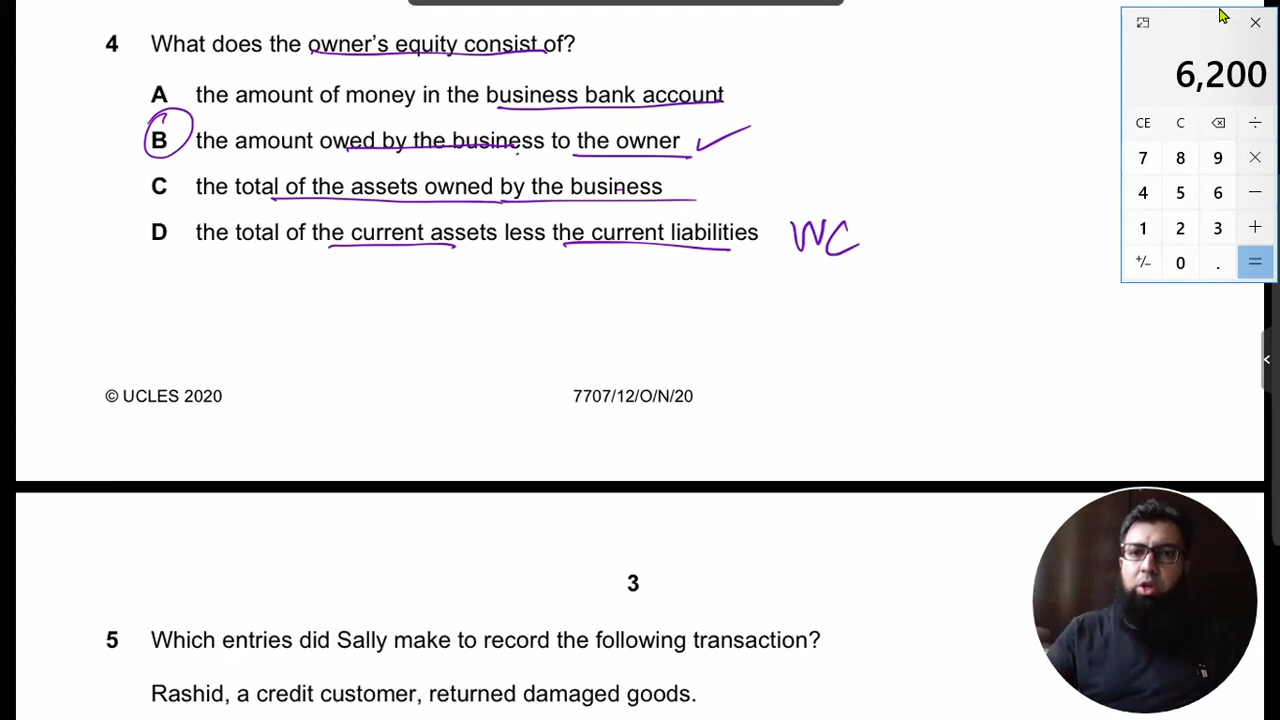 4 What does the owner's equity consist of?
A the amount of money in the business bank account
B the amount owed by the business to the owner
C the total of the assets owned by the business
D the total of the current assets less the current liabilities WC
© UCLES 2020 7707/12/O/N/20
3
5 Which entries did Sally make to record the following transaction?
Rashid, a credit customer, returned damaged goods.
6,200
CE C ⌫ ÷
7 8 9 ×
4 5 6 −
1 2 3 +
+/- 0 . =